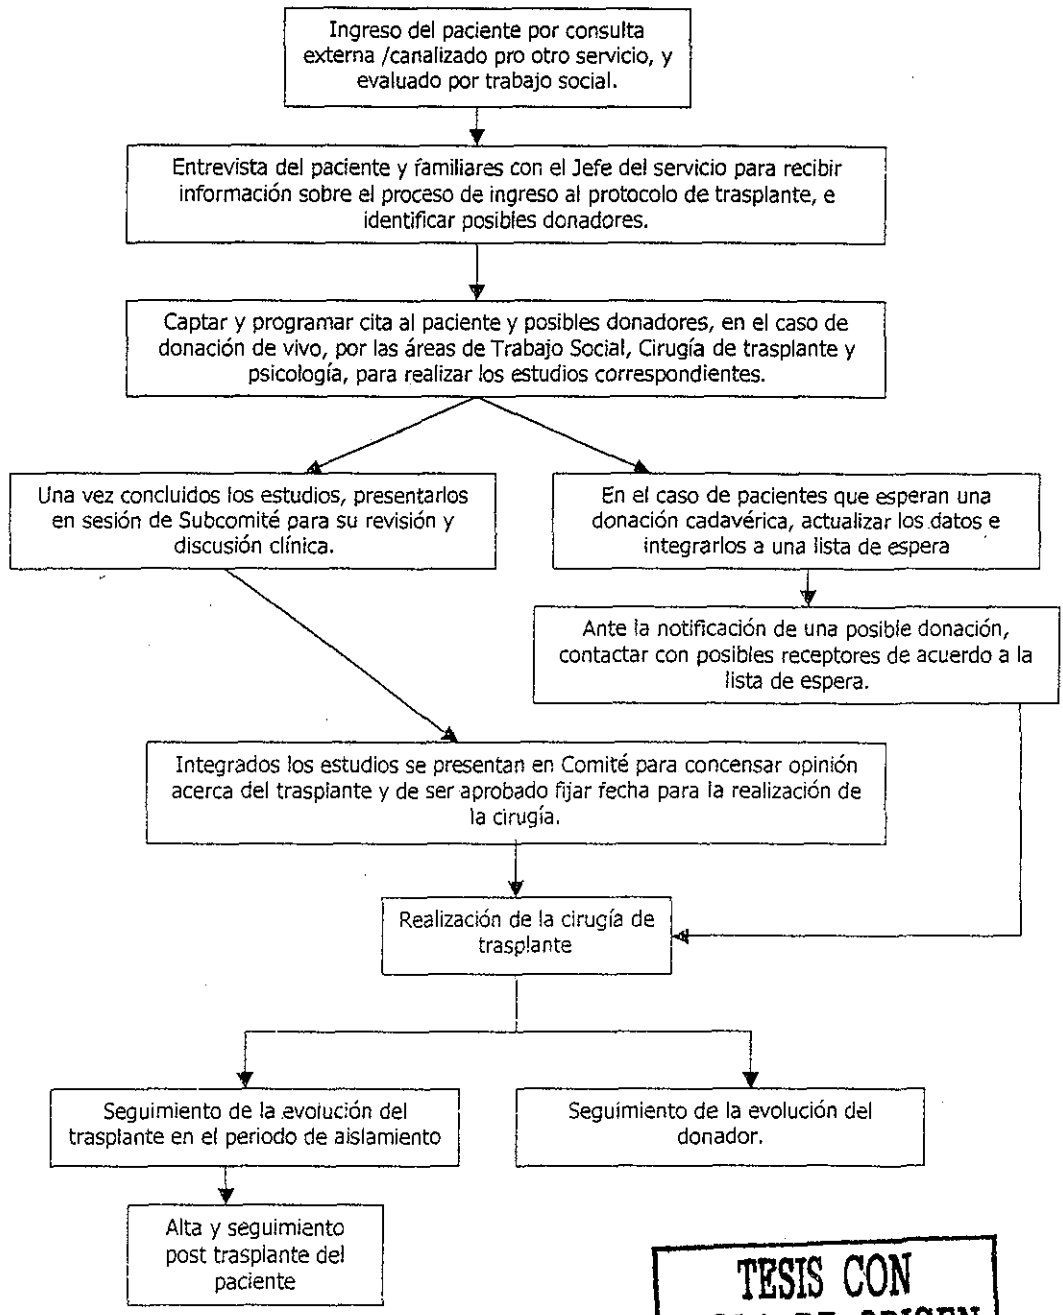 Ingreso del paciente por consulta
externa /canalizado pro otro servicio, y
evaluado por trabajo social.
Entrevista del paciente y familiares con el Jefe del servicio para recibir
información sobre el proceso de ingreso al protocolo de trasplante, e
identificar posibles donadores.
Captar y programar cita al paciente y posibles donadores, en el caso de
donación de vivo, por las áreas de Trabajo Social, Cirugía de trasplante y
psicología, para realizar los estudios correspondientes.
Una vez concluidos los estudios, presentarlos
en sesión de Subcomité para su revisión y
discusión clínica.
En el caso de pacientes que esperan una
donación cadavérica, actualizar los datos e
integrarlos a una lista de espera
Ante la notificación de una posible donación,
contactar con posibles receptores de acuerdo a la
lista de espera.
Integrados los estudios se presentan en Comité para concensar opinión
acerca del trasplante y de ser aprobado fijar fecha para la realización de
la cirugía.
Realización de la cirugía de
trasplante
Seguimiento de la evolución del
trasplante en el periodo de aislamiento
Seguimiento de la evolución del
donador.
Alta y seguimiento
post trasplante del
paciente
TESIS CON
DE ORIGEN